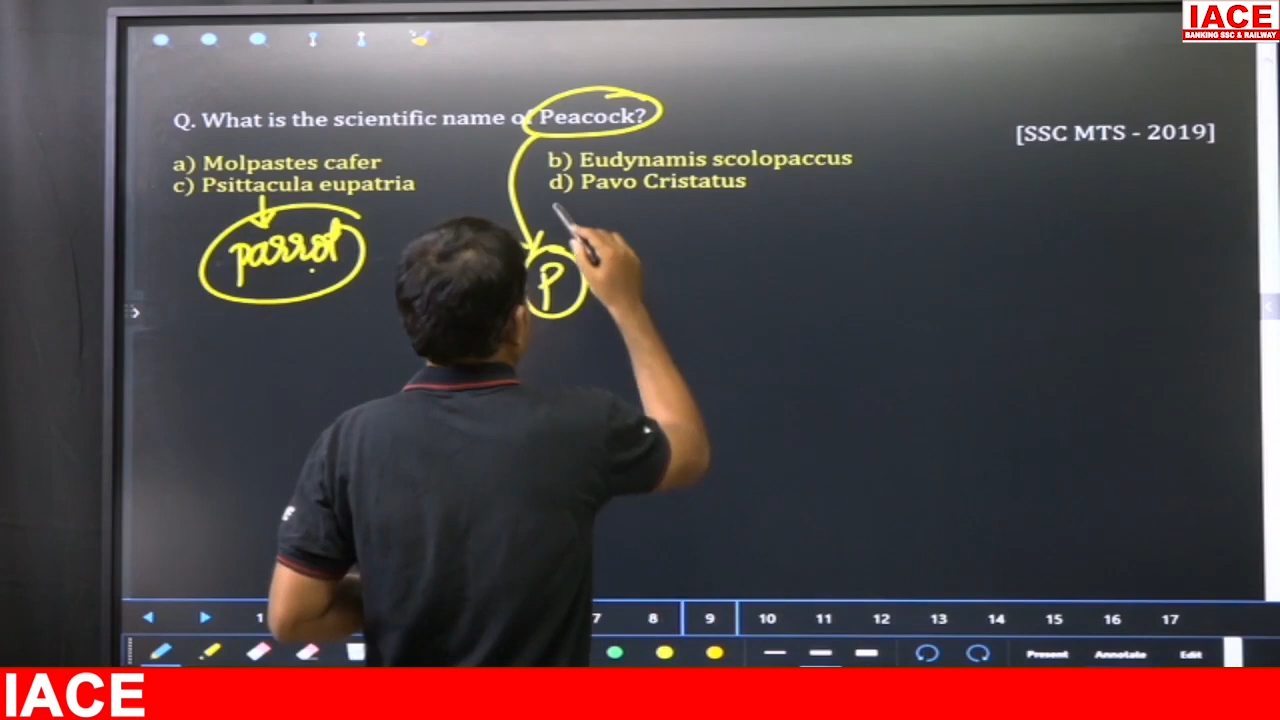 IACE
BANKING SSC & RAILWAY
Q. What is the scientific name of Peacock?
[SSC MTS - 2019]
a) Molpastes cafer
b) Eudynamis scolopaccus
c) Psittacula eupatria
d) Pavo Cristatus
parrot
P
1 7 8 9 10 11 12 13 14 15 16 17
Present Annotate Edit
IACE